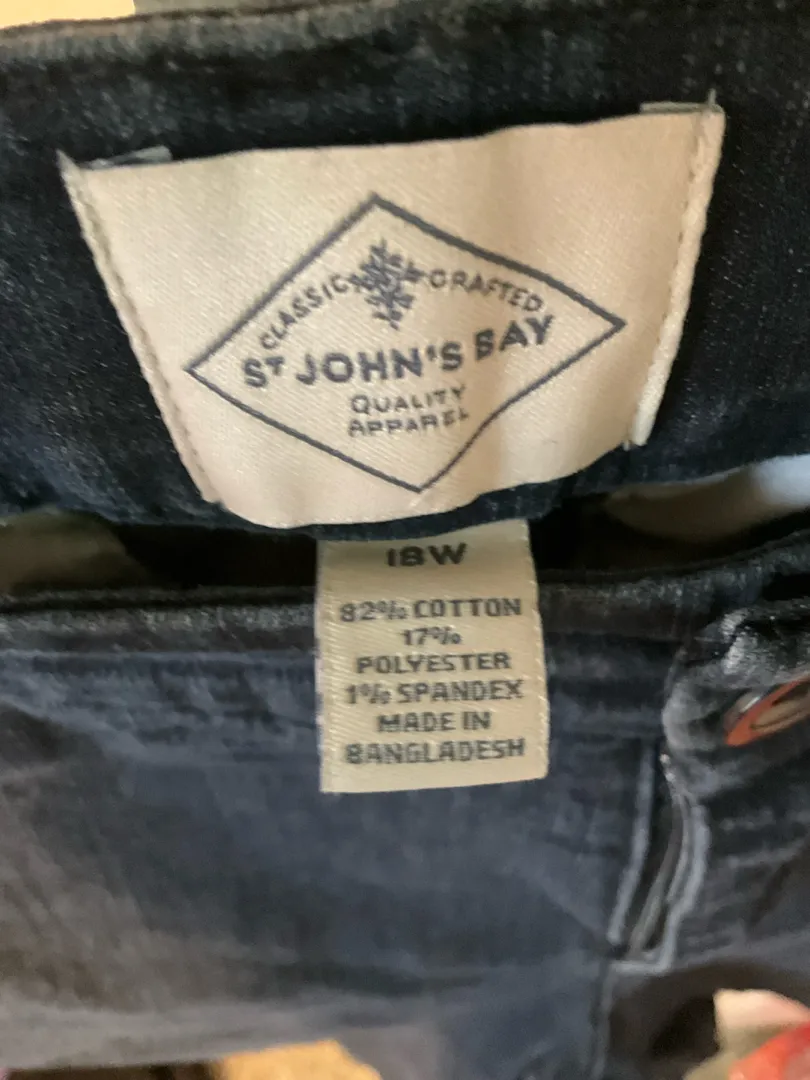 CLASSIC CRAFTED
ST JOHN'S BAY
QUALITY
APPAREL
18W
82% COTTON
17%
POLYESTER
1% SPANDEX
MADE IN
BANGLADESH